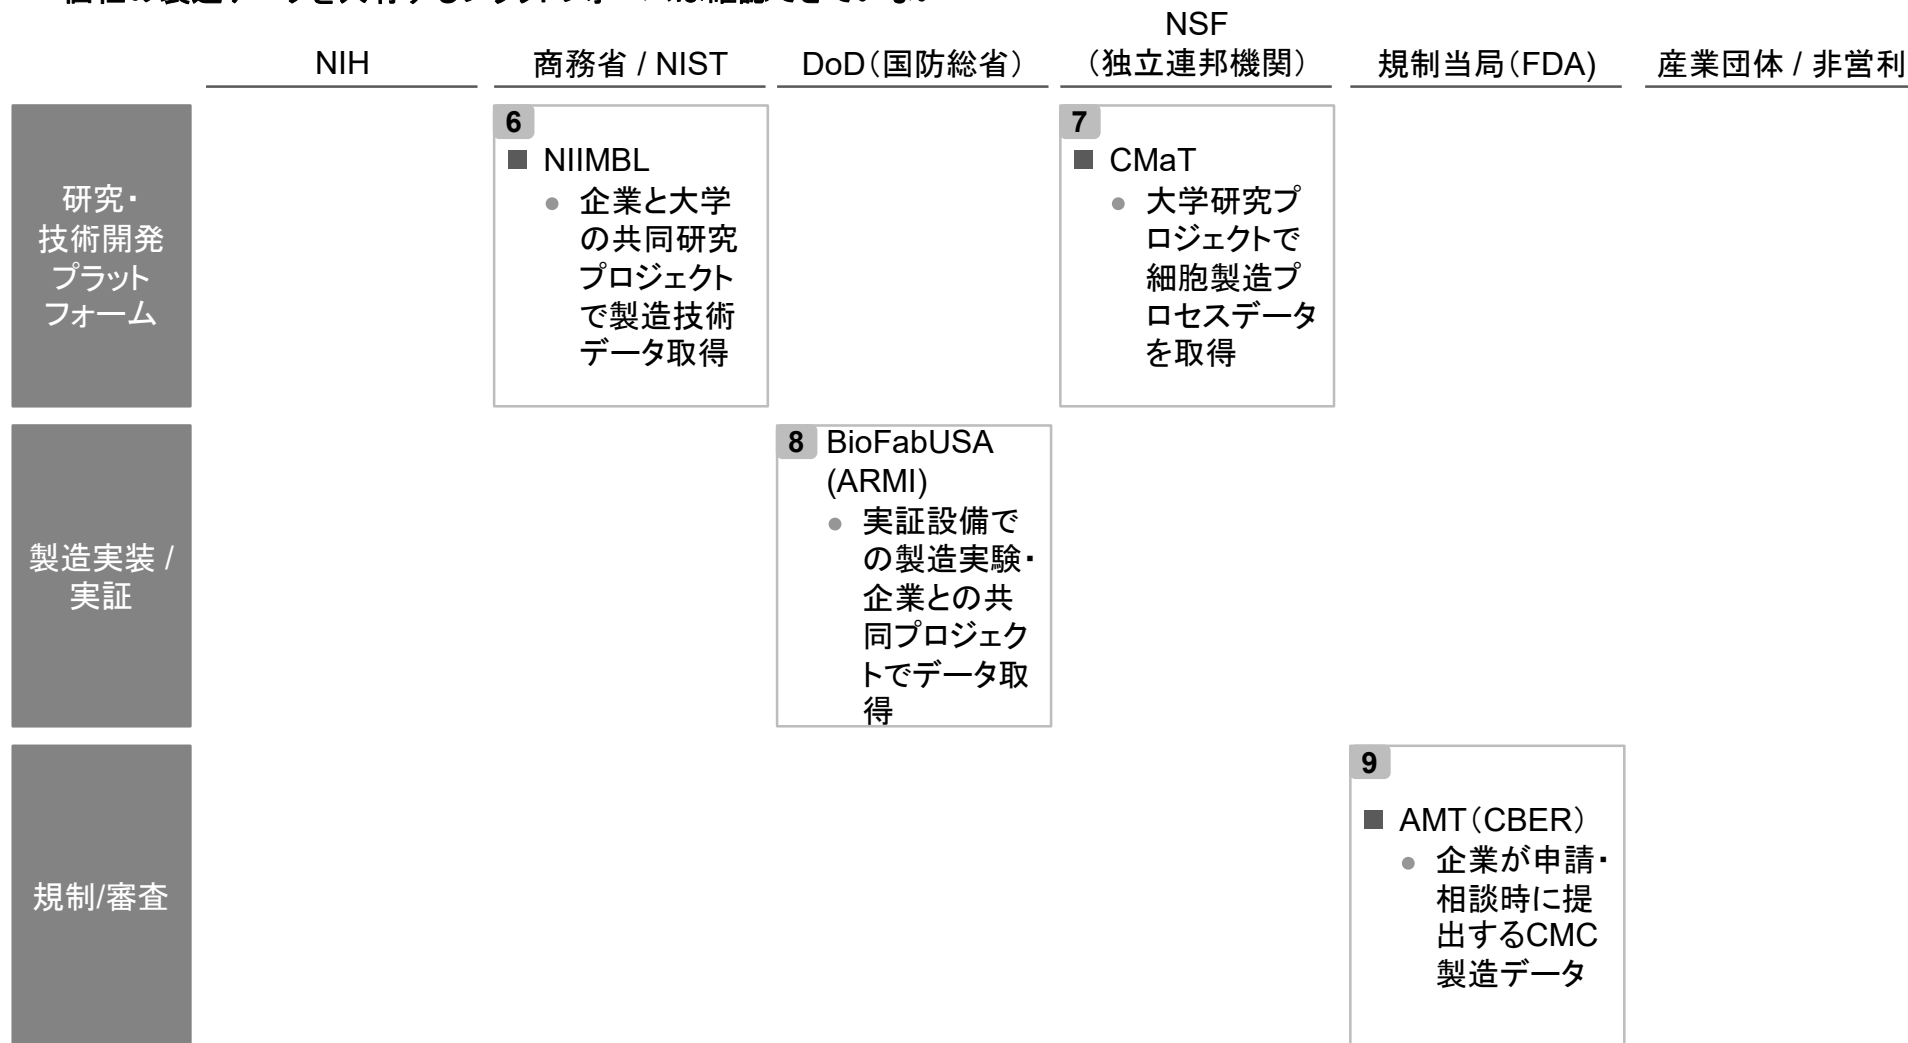 NIH
商務省 / NIST
DoD（国防総省）
NSF
（独立連邦機関）
規制当局（FDA）
産業団体 / 非営利
研究・
技術開発
プラット
フォーム
6
■ NIIMBL
● 企業と大学
の共同研究
プロジェクト
で製造技術
データ取得
7
■ CMaT
● 大学研究プ
ロジェクトで
細胞製造プ
ロセスデータ
を取得
製造実装 /
実証
8 BioFabUSA
(ARMI)
● 実証設備で
の製造実験・
企業との共
同プロジェク
トでデータ取
得
規制/審査
9
■ AMT（CBER）
● 企業が申請・
相談時に提
出するCMC
製造データ